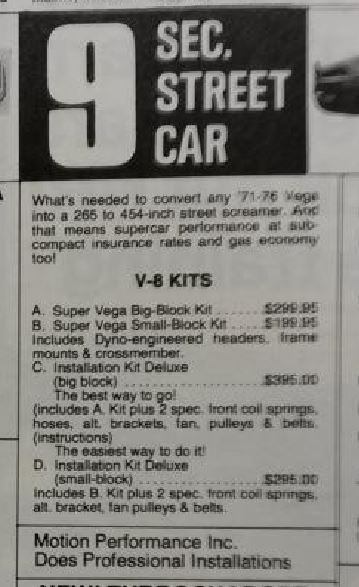 9
SEC.
STREET
CAR
What's needed to convert any '71-76 Vega
into a 265 to 454-inch street screamer. And
that means supercar performance at sub-
compact insurance rates and gas economy
too!
V-8 KITS
A. Super Vega Big-Block Kit ...... $299.95
B. Super Vega Small-Block Kit ..... $199.95
Includes Dyno-engineered headers, frame
mounts & crossmember.
C. Installation Kit Deluxe
(big block) ........................ $395.00
The best way to go!
(includes A. Kit plus 2 spec. front coil springs,
hoses, alt. brackets, fan, pulleys & belts.
(instructions)
The easiest way to do it!
D. Installation Kit Deluxe
(small-block) ...................... $295.00
Includes B. Kit plus 2 spec. front coil springs,
alt. bracket, fan pulleys & belts.
Motion Performance Inc.
Does Professional Installations